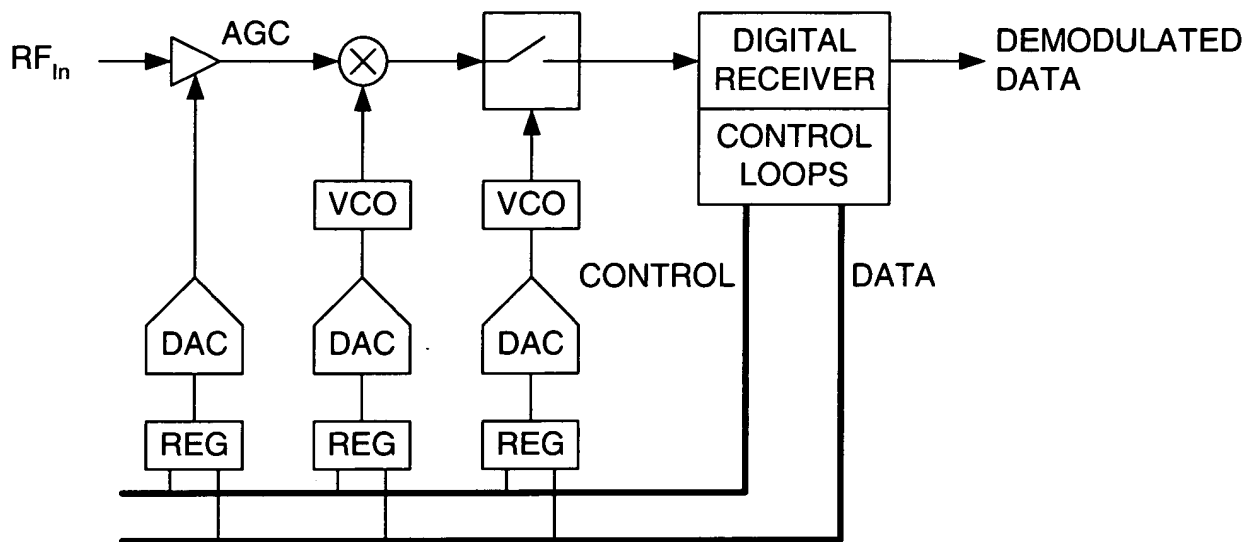 AGC
RF_In
DIGITAL
RECEIVER
DEMODULATED
DATA
CONTROL
LOOPS
VCO
VCO
CONTROL
DATA
DAC
DAC
DAC
REG
REG
REG